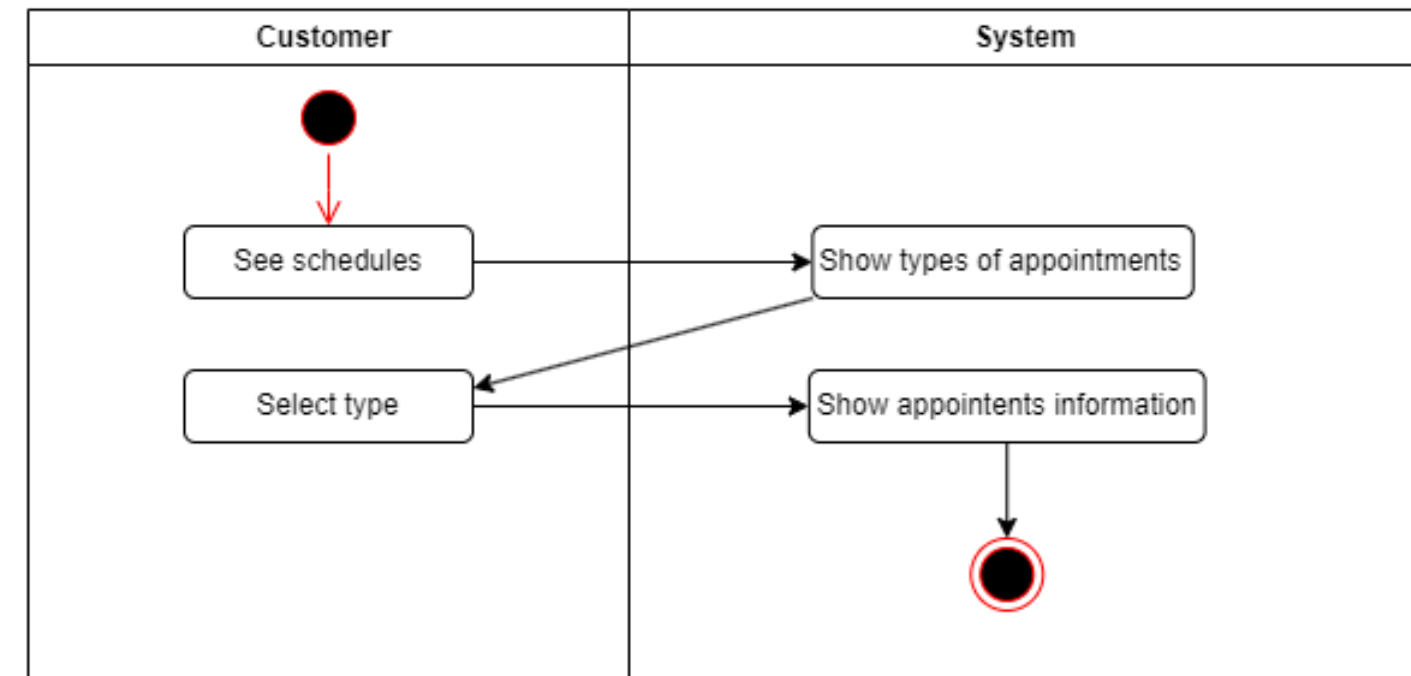 Customer
System
See schedules
Show types of appointments
Select type
Show appointents information